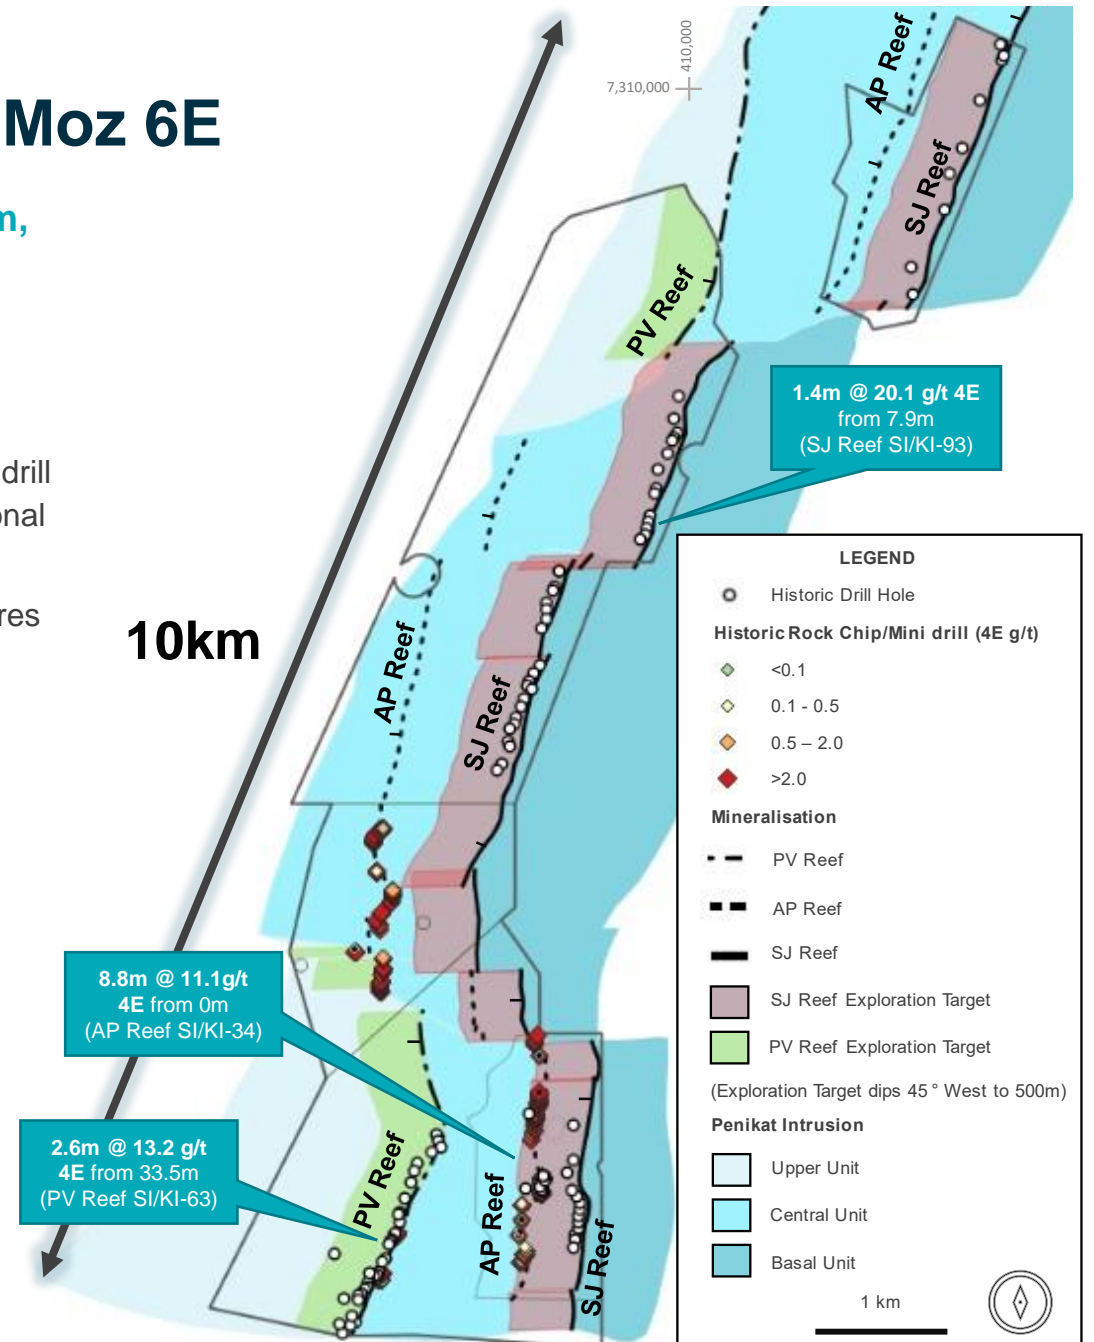 Moz 6E
m,
drill
onal
res
10km
7,310,000
410,000
AP Reef
SJ Reef
PV Reef
1.4m @ 20.1 g/t 4E
from 7.9m
(SJ Reef SI/KI-93)
AP Reef
SJ Reef
8.8m @ 11.1g/t
4E from 0m
(AP Reef SI/KI-34)
2.6m @ 13.2 g/t
4E from 33.5m
(PV Reef SI/KI-63)
PV Reef
AP Reef
SJ Reef
LEGEND
Historic Drill Hole
Historic Rock Chip/Mini drill (4E g/t)
<0.1
0.1 - 0.5
0.5 – 2.0
>2.0
Mineralisation
PV Reef
AP Reef
SJ Reef
SJ Reef Exploration Target
PV Reef Exploration Target
(Exploration Target dips 45° West to 500m)
Penikat Intrusion
Upper Unit
Central Unit
Basal Unit
1 km